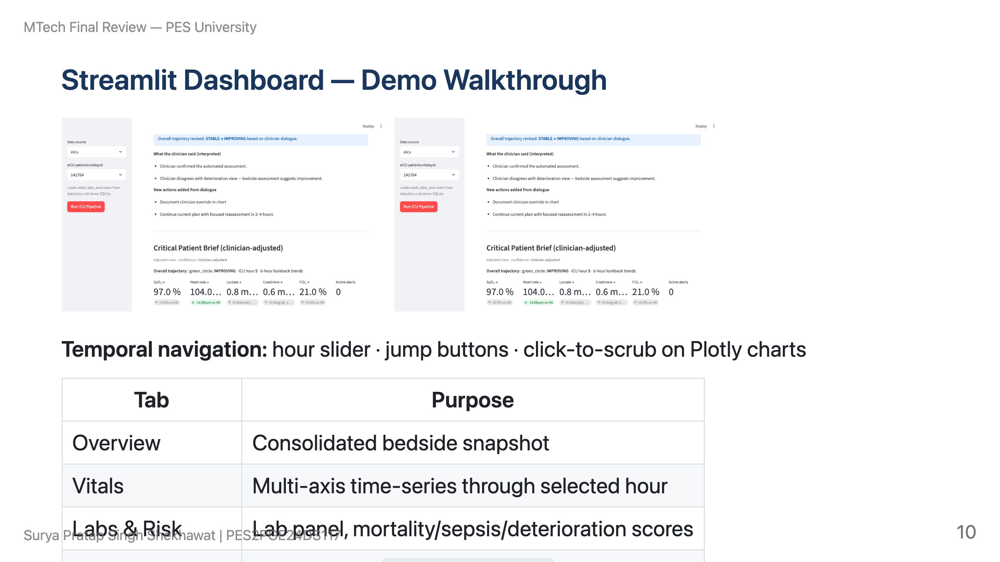 MTech Final Review — PES University
Streamlit Dashboard — Demo Walkthrough
Deploy
Data source
eicu
eICU patientunitstayid
141764
Loads vitals, labs, and notes from
data/eicu-crd-demo SQLite.
Run ICU Pipeline
Overall trajectory revised: STABLE → IMPROVING based on clinician dialogue.
What the clinician said (interpreted)
• Clinician confirmed the automated assessment.
• Clinician disagrees with deterioration view — bedside assessment suggests improvement.
New actions added from dialogue
• Document clinician override in chart
• Continue current plan with focused reassessment in 2–4 hours
Critical Patient Brief (clinician-adjusted)
Adjusted view · confidence: clinician-adjusted
Overall trajectory: :green_circle: IMPROVING · ICU hour 5 · 6-hour lookback trends
SpO₂ → Heart rate ↓ Lactate → Creatinine → FiO₂ → Active alerts
97.0 % 104.0… 0.8 m… 0.6 m… 21.0 % 0
↑ +0.0% vs H0 ↓ -14.0bpm vs H0 ↑ +0.0mmol/L … ↑ +0.0mg/dL v… ↑ +0.0% vs H0
Deploy
Data source
eicu
eICU patientunitstayid
141764
Loads vitals, labs, and notes from
data/eicu-crd-demo SQLite.
Run ICU Pipeline
Overall trajectory revised: STABLE → IMPROVING based on clinician dialogue.
What the clinician said (interpreted)
• Clinician confirmed the automated assessment.
• Clinician disagrees with deterioration view — bedside assessment suggests improvement.
New actions added from dialogue
• Document clinician override in chart
• Continue current plan with focused reassessment in 2–4 hours
Critical Patient Brief (clinician-adjusted)
Adjusted view · confidence: clinician-adjusted
Overall trajectory: :green_circle: IMPROVING · ICU hour 5 · 6-hour lookback trends
SpO₂ → Heart rate ↓ Lactate → Creatinine → FiO₂ → Active alerts
97.0 % 104.0… 0.8 m… 0.6 m… 21.0 % 0
↑ +0.0% vs H0 ↓ -14.0bpm vs H0 ↑ +0.0mmol/L … ↑ +0.0mg/dL v… ↑ +0.0% vs H0
Temporal navigation: hour slider · jump buttons · click-to-scrub on Plotly charts
Tab Purpose
Overview Consolidated bedside snapshot
Vitals Multi-axis time-series through selected hour
Labs & Risk Lab panel, mortality/sepsis/deterioration scores
Surya Pratap Singh Shekhawat | PES2PGE24DS117
10